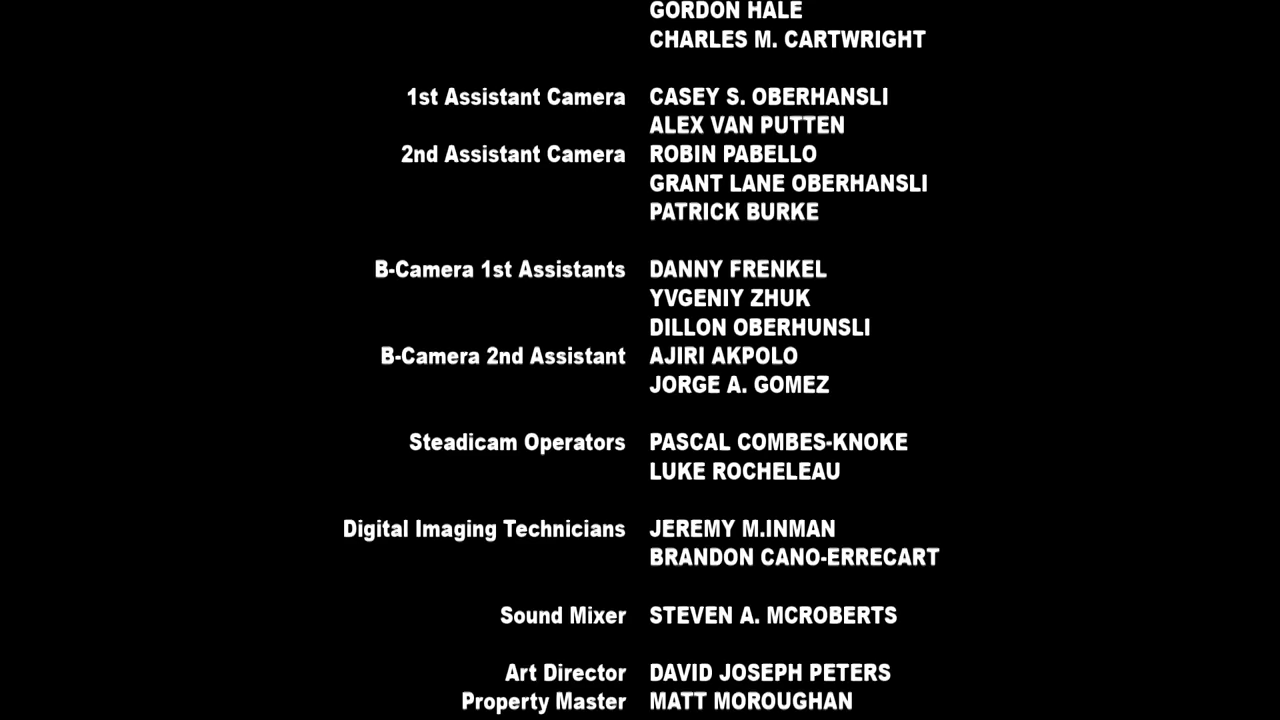 GORDON HALE
CHARLES M. CARTWRIGHT
1st Assistant Camera CASEY S. OBERHANSLI
ALEX VAN PUTTEN
2nd Assistant Camera ROBIN PABELLO
GRANT LANE OBERHANSLI
PATRICK BURKE
B-Camera 1st Assistants DANNY FRENKEL
YVGENIY ZHUK
DILLON OBERHUNSLI
B-Camera 2nd Assistant AJIRI AKPOLO
JORGE A. GOMEZ
Steadicam Operators PASCAL COMBES-KNOKE
LUKE ROCHELEAU
Digital Imaging Technicians JEREMY M.INMAN
BRANDON CANO-ERRECART
Sound Mixer STEVEN A. MCROBERTS
Art Director DAVID JOSEPH PETERS
Property Master MATT MOROUGHAN